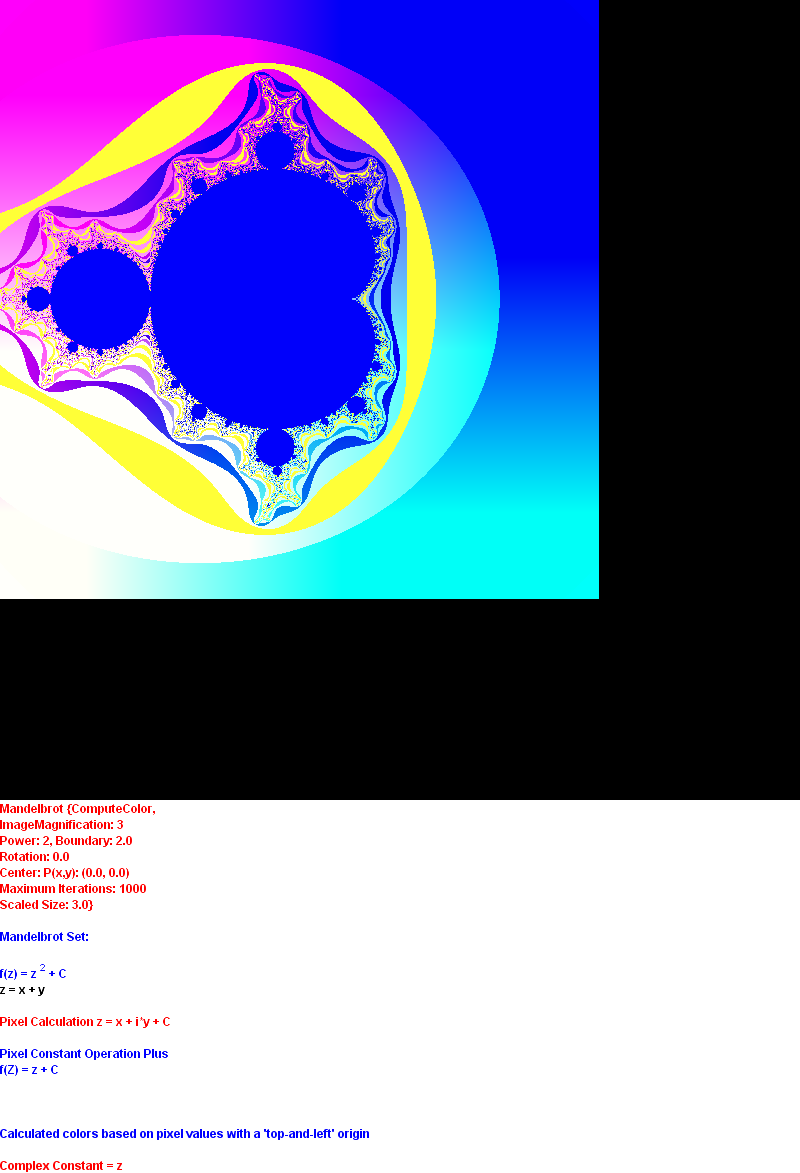 Mandelbrot {ComputeColor,
ImageMagnification: 3
Power: 2, Boundary: 2.0
Rotation: 0.0
Center: P(x,y): (0.0, 0.0)
Maximum Iterations: 1000
Scaled Size: 3.0}
Mandelbrot Set:
f(z) = z 2 + C
z = x + y
Pixel Calculation z = x + i*y + C
Pixel Constant Operation Plus
f(Z) = z + C
Calculated colors based on pixel values with a 'top-and-left' origin
Complex Constant = z